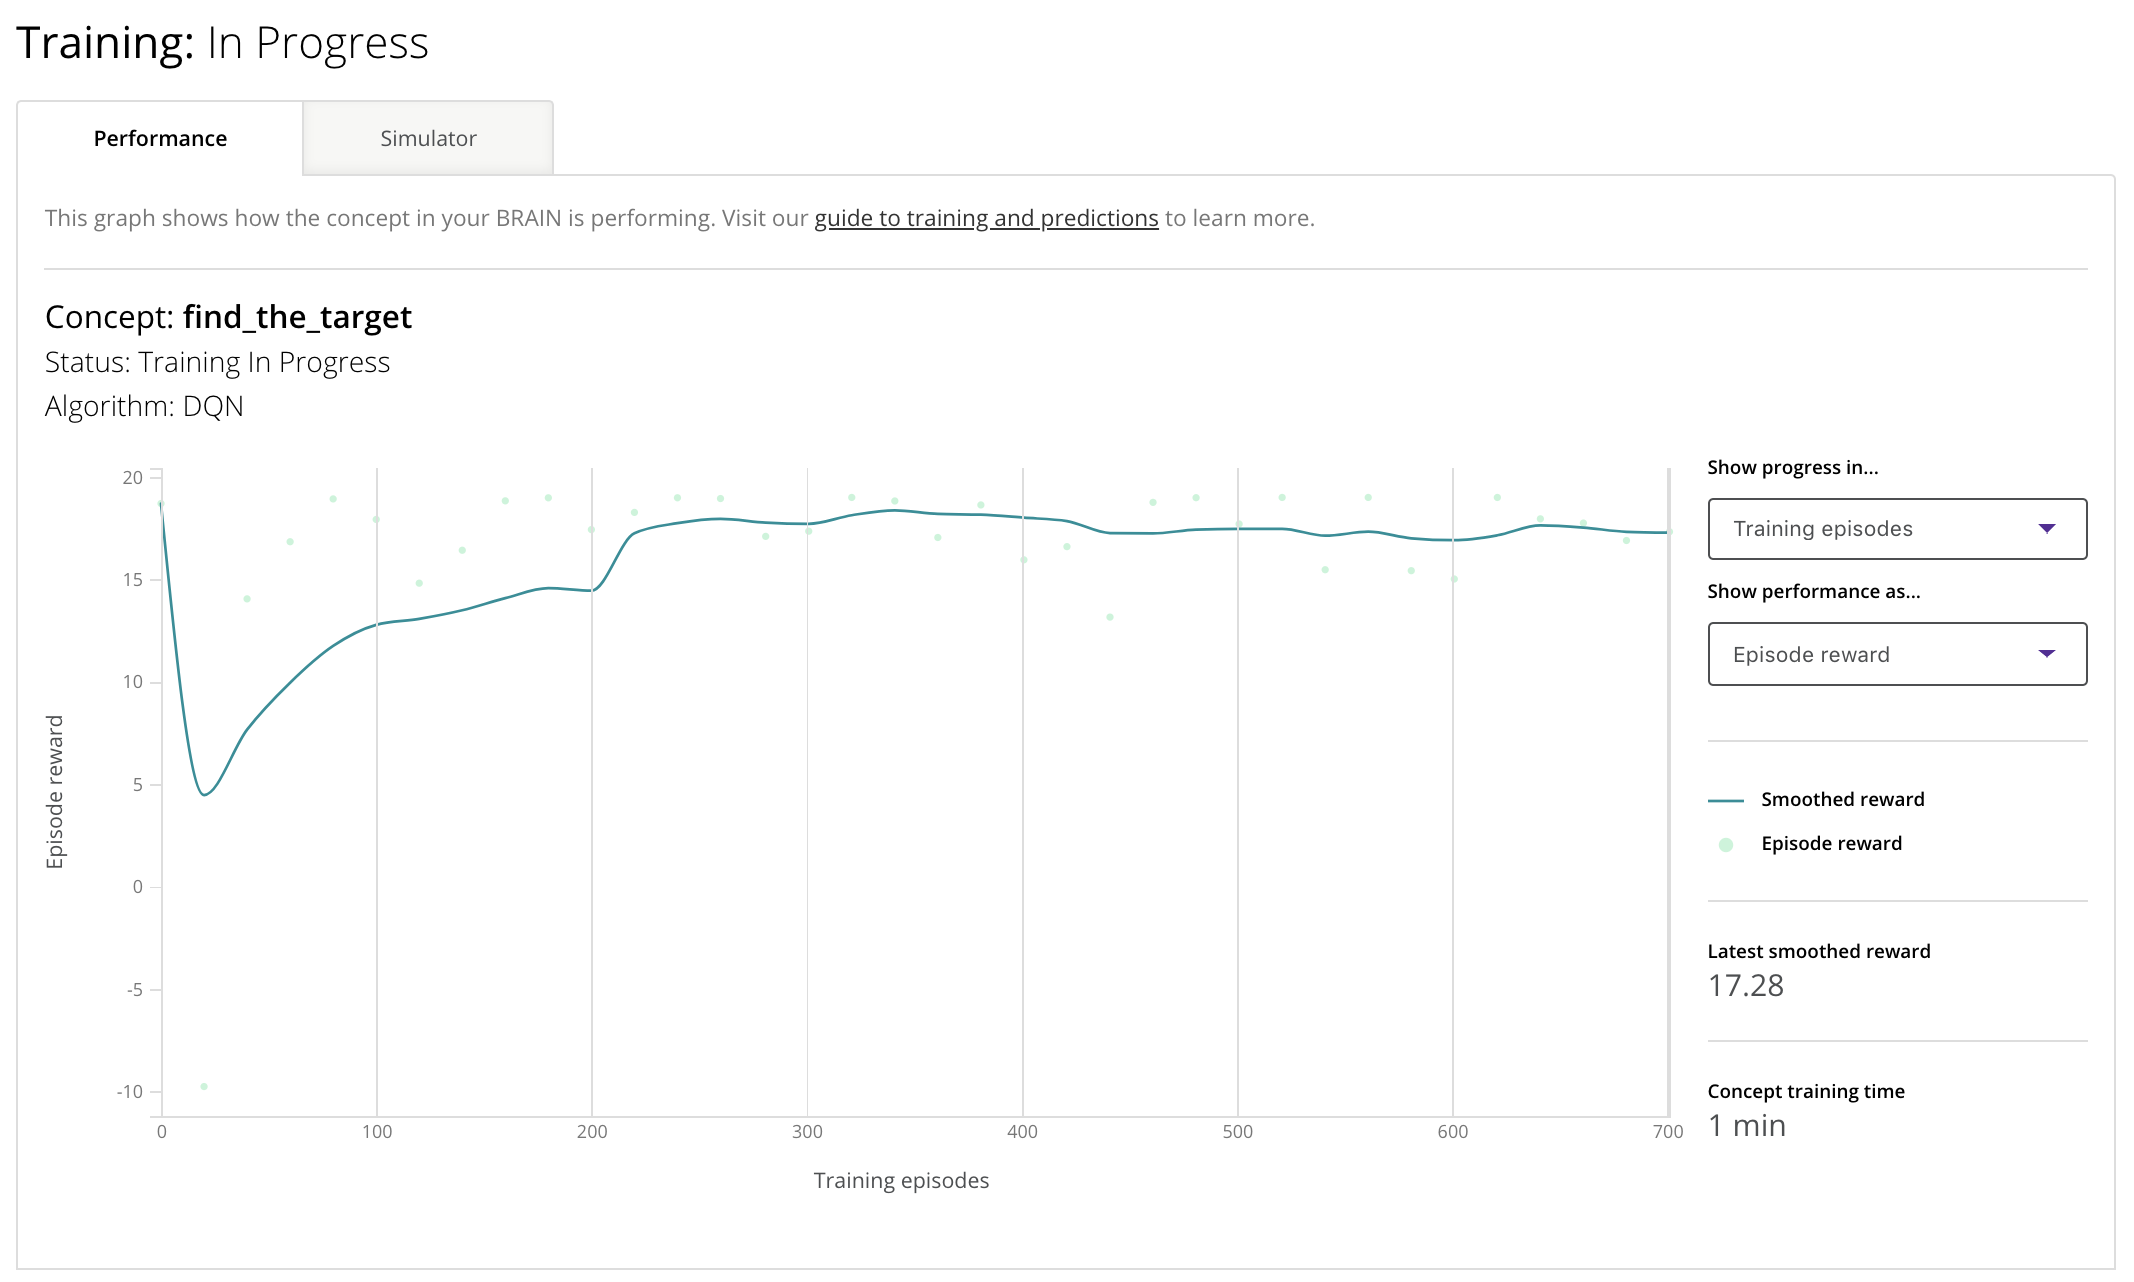 Training: In Progress
Performance
Simulator
This graph shows how the concept in your BRAIN is performing. Visit our guide to training and predictions to learn more.
Concept: find_the_target
Status: Training In Progress
Algorithm: DQN
Episode reward
20
15
10
5
0
-5
-10
0
100
200
300
400
500
600
700
Training episodes
Show progress in...
Training episodes
Show performance as...
Episode reward
Smoothed reward
Episode reward
Latest smoothed reward
17.28
Concept training time
1 min